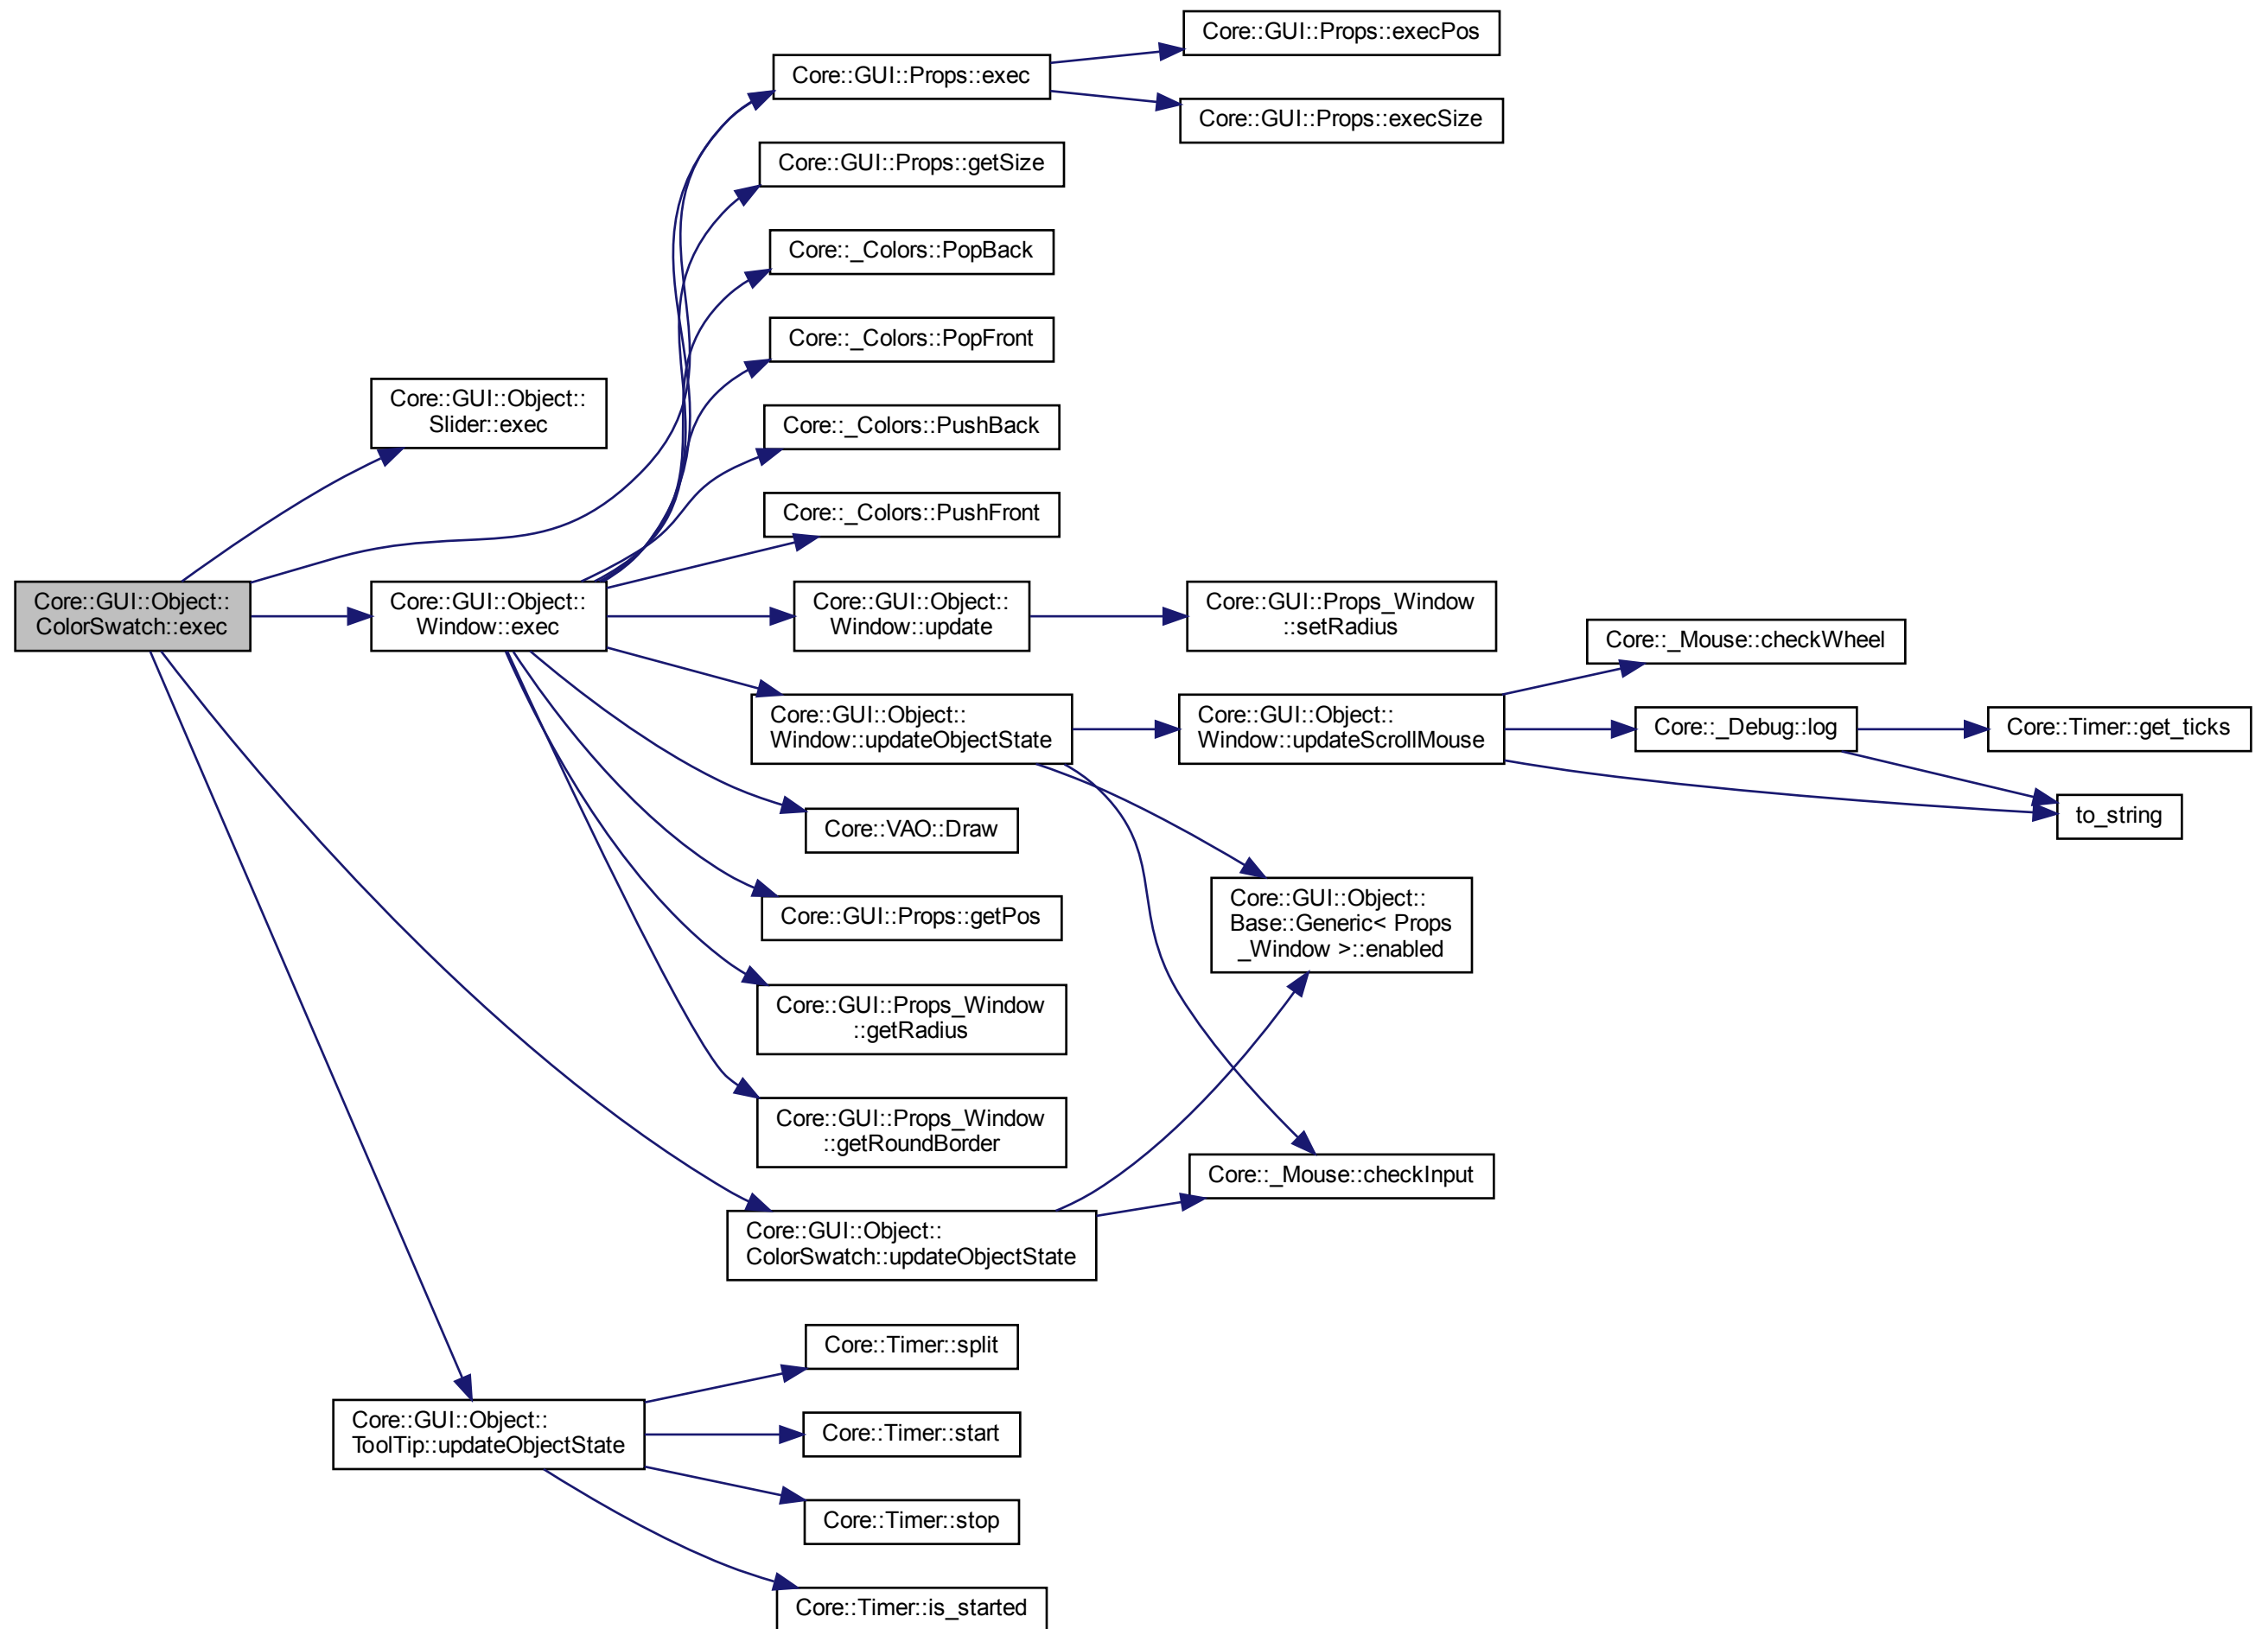 Core::GUI::Props::execPos
Core::GUI::Props::exec
Core::GUI::Props::execSize
Core::GUI::Props::getSize
Core::_Colors::PopBack
Core::_Colors::PopFront
Core::GUI::Object::
Slider::exec
Core::_Colors::PushBack
Core::_Colors::PushFront
Core::GUI::Object::
ColorSwatch::exec
Core::GUI::Object::
Window::exec
Core::GUI::Object::
Window::update
Core::GUI::Props_Window
::setRadius
Core::_Mouse::checkWheel
Core::GUI::Object::
Window::updateObjectState
Core::GUI::Object::
Window::updateScrollMouse
Core::_Debug::log
Core::Timer::get_ticks
to_string
Core::VAO::Draw
Core::GUI::Props::getPos
Core::GUI::Object::
Base::Generic< Props
_Window >::enabled
Core::GUI::Props_Window
::getRadius
Core::GUI::Props_Window
::getRoundBorder
Core::_Mouse::checkInput
Core::GUI::Object::
ColorSwatch::updateObjectState
Core::Timer::split
Core::GUI::Object::
ToolTip::updateObjectState
Core::Timer::start
Core::Timer::stop
Core::Timer::is_started